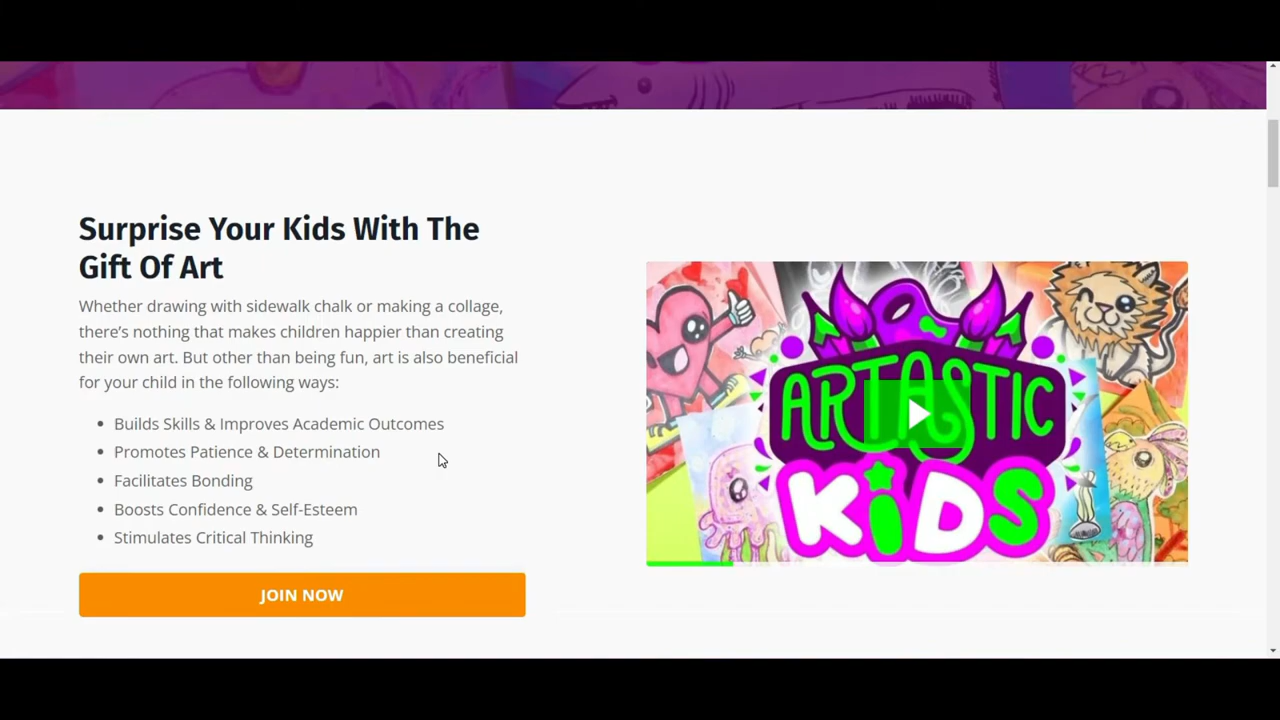 Surprise Your Kids With The
Gift Of Art
Whether drawing with sidewalk chalk or making a collage,
there's nothing that makes children happier than creating
their own art. But other than being fun, art is also beneficial
for your child in the following ways:
Builds Skills & Improves Academic Outcomes
Promotes Patience & Determination
Facilitates Bonding
Boosts Confidence & Self-Esteem
Stimulates Critical Thinking
JOIN NOW
ARTASTIC
KiDS